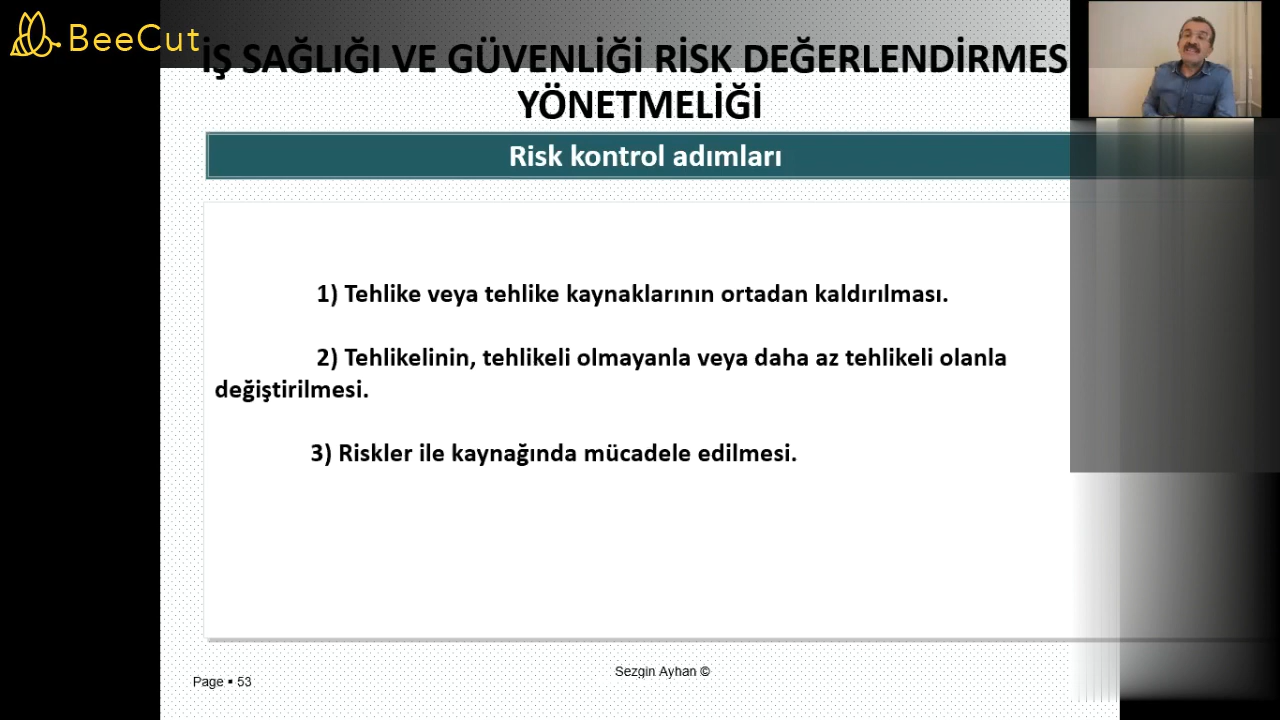 BeeCut
İŞ SAĞLIĞI VE GÜVENLİĞİ RİSK DEĞERLENDİRMES
YÖNETMELİĞİ
Risk kontrol adımları
1) Tehlike veya tehlike kaynaklarının ortadan kaldırılması.
2) Tehlikelinin, tehlikeli olmayanla veya daha az tehlikeli olanla
değiştirilmesi.
3) Riskler ile kaynağında mücadele edilmesi.
Sezgin Ayhan ©
Page ▪ 53